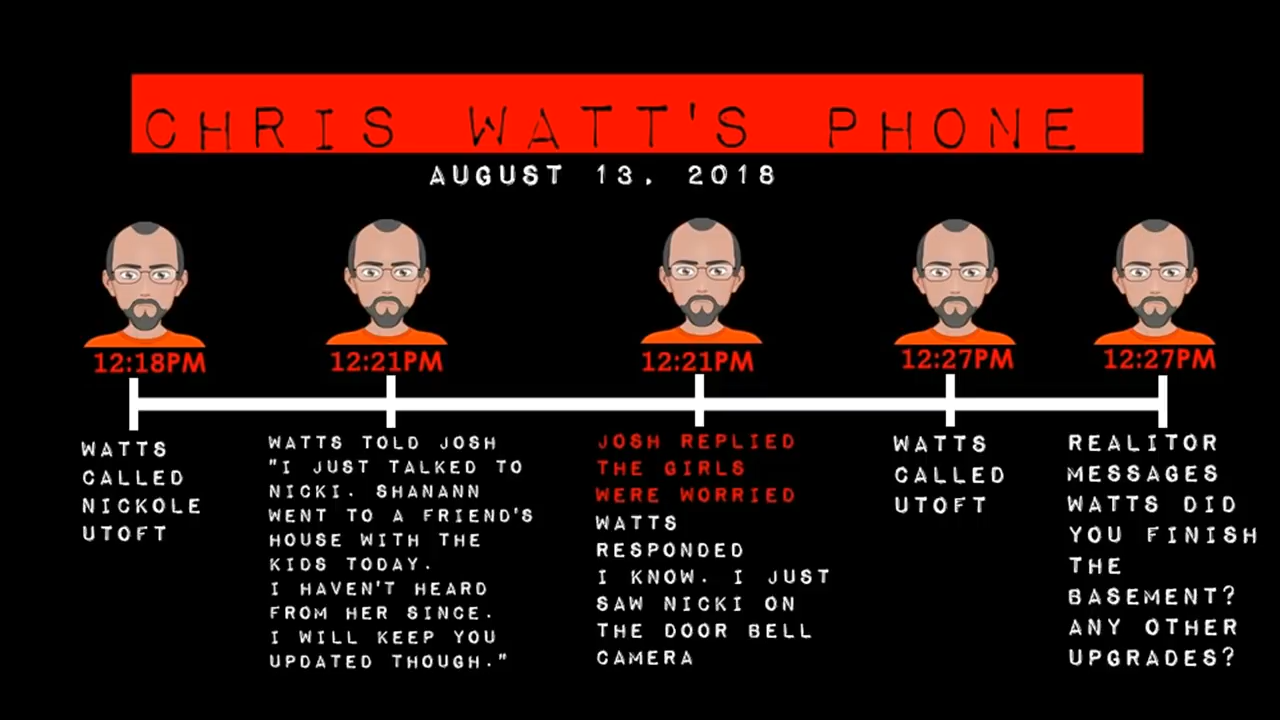 CHRIS WATT'S PHONE
AUGUST 13, 2018
12:18PM
WATTS
CALLED
NICKOLE
UTOFT
12:21PM
WATTS TOLD JOSH
"I JUST TALKED TO
NICKI. SHANANN
WENT TO A FRIEND'S
HOUSE WITH THE
KIDS TODAY.
I HAVEN'T HEARD
FROM HER SINCE.
I WILL KEEP YOU
UPDATED THOUGH."
12:21PM
JOSH REPLIED
THE GIRLS
WERE WORRIED
WATTS
RESPONDED
I KNOW. I JUST
SAW NICKI ON
THE DOOR BELL
CAMERA
12:27PM
WATTS
CALLED
UTOFT
12:27PM
REALITOR
MESSAGES
WATTS DID
YOU FINISH
THE
BASEMENT?
ANY OTHER
UPGRADES?